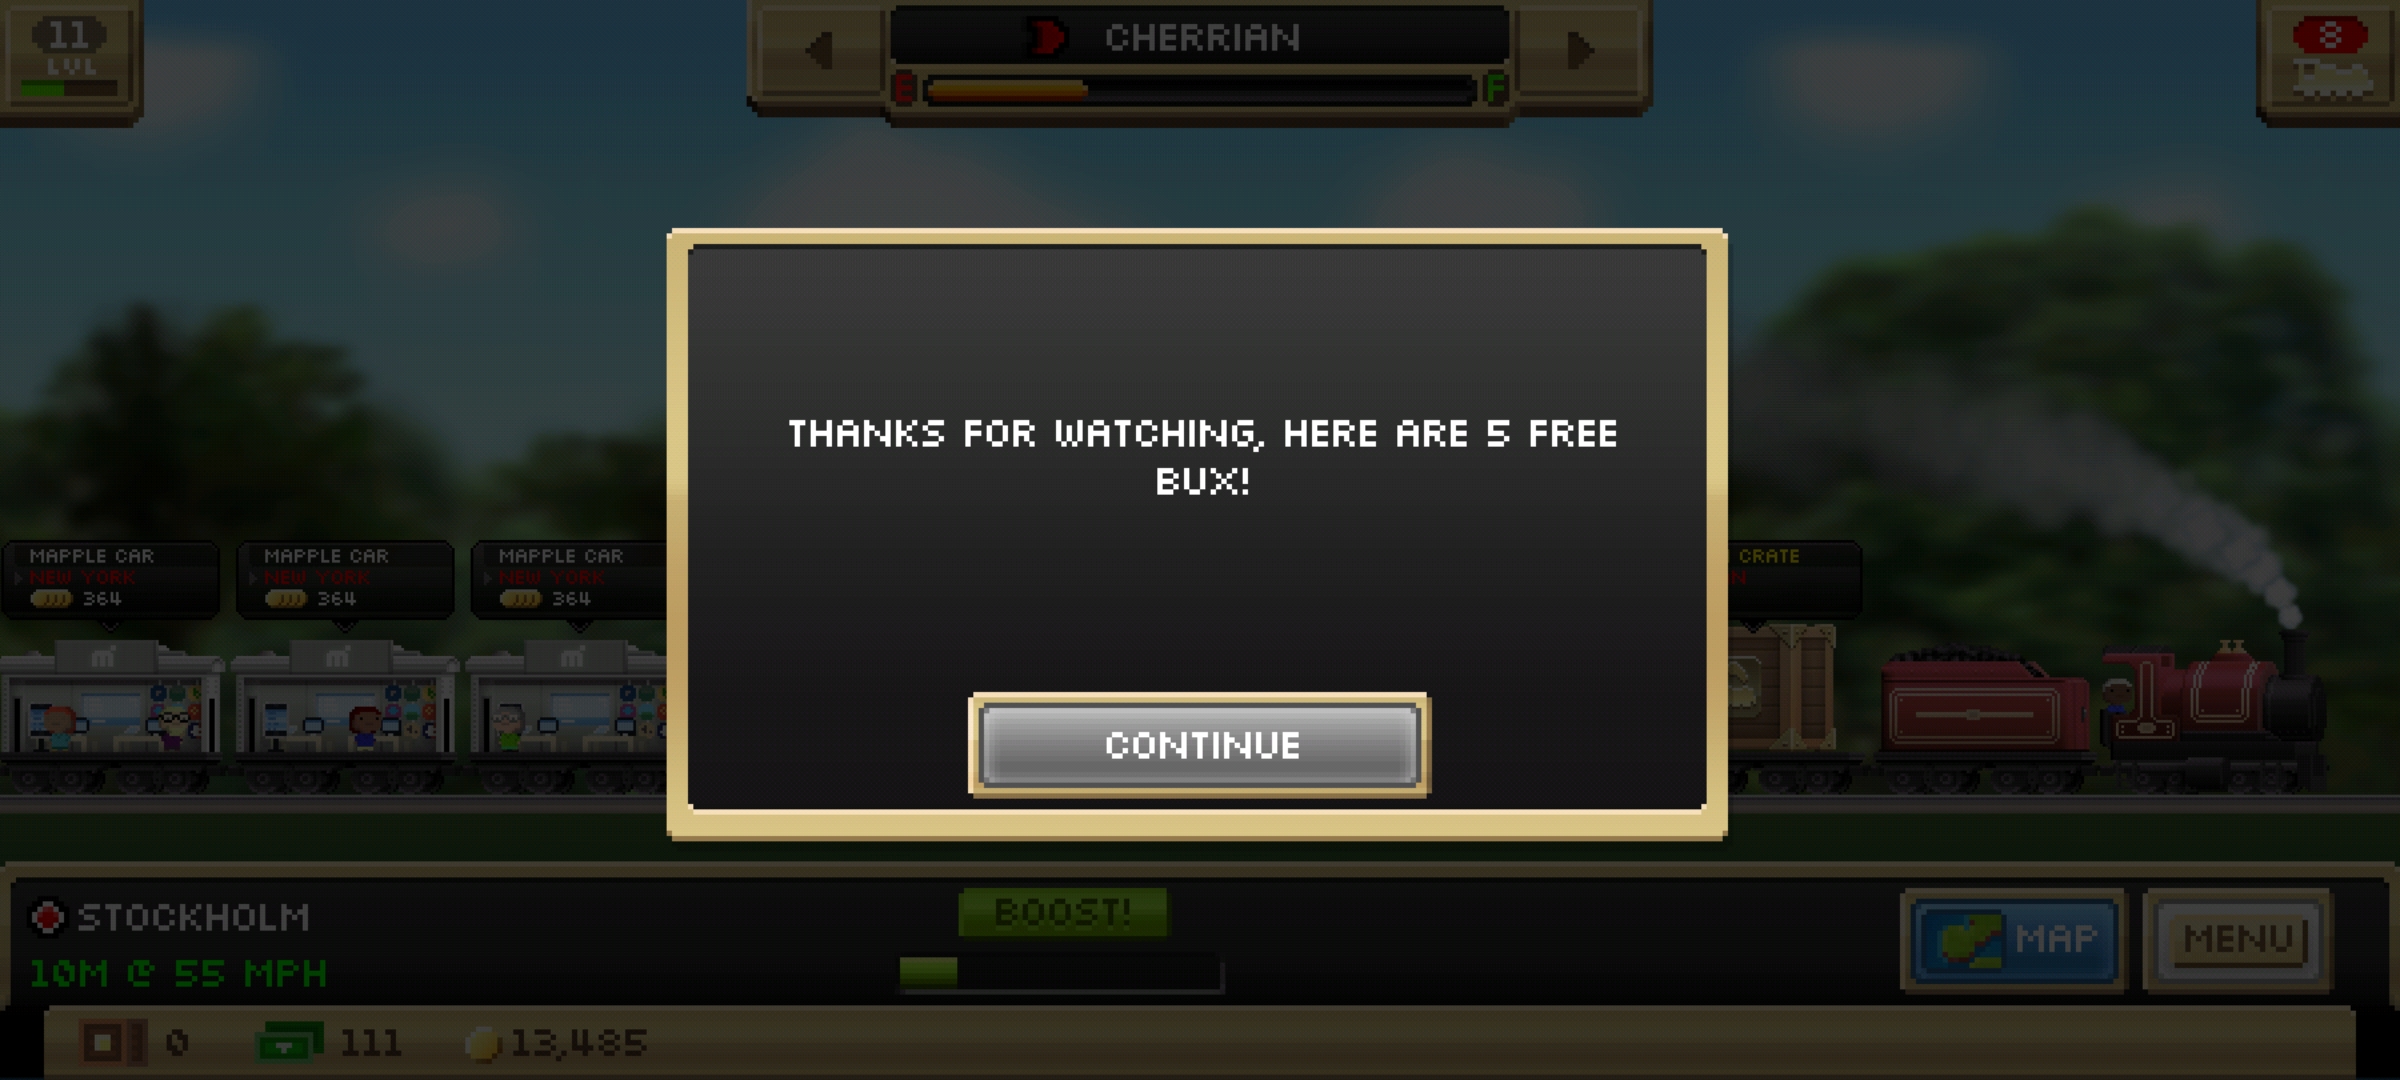 11
LVL
CHERRIAN
E
F
8
THANKS FOR WATCHING, HERE ARE 5 FREE
BUX!
CONTINUE
MAPPLE CAR
NEW YORK
364
MAPPLE CAR
NEW YORK
364
MAPPLE CAR
NEW YORK
364
CRATE
STOCKHOLM
10M @ 55 MPH
BOOST!
MAP
MENU
0
111
13,485